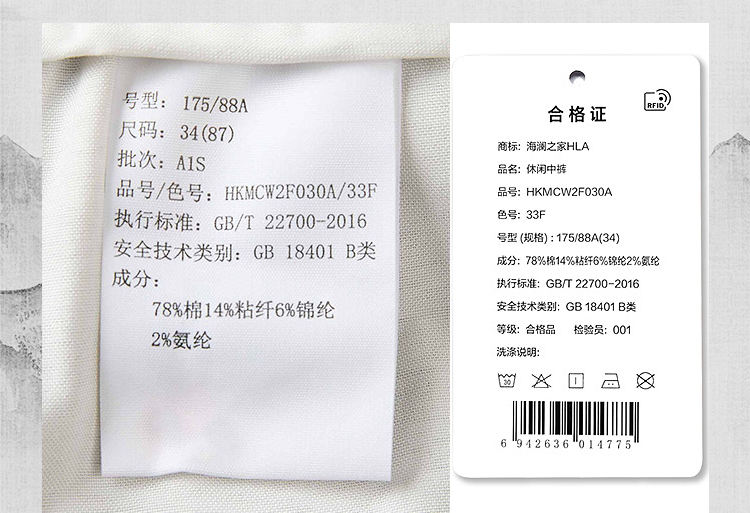 号型：175/88A
尺码：34(87)
批次：A1S
品号/色号：HKMCW2F030A/33F
执行标准：GB/T 22700-2016
安全技术类别：GB 18401 B类
成分：
78%棉14%粘纤6%锦纶
2%氨纶
RFID
合格证
商标: 海澜之家HLA
品名: 休闲中裤
品号: HKMCW2F030A
色号: 33F
号型 (规格) : 175/88A(34)
成分: 78%棉14%粘纤6%锦纶2%氨纶
执行标准: GB/T 22700-2016
安全技术类别: GB 18401 B类
等级: 合格品 检验员: 001
洗涤说明:
30
6 942636 014775